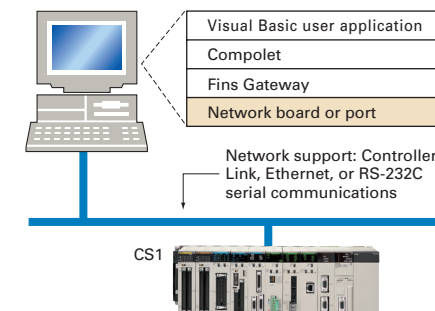 Visual Basic user application
Compolet
Fins Gateway
Network board or port
Network support: Controller
Link, Ethernet, or RS-232C
serial communications
CS1